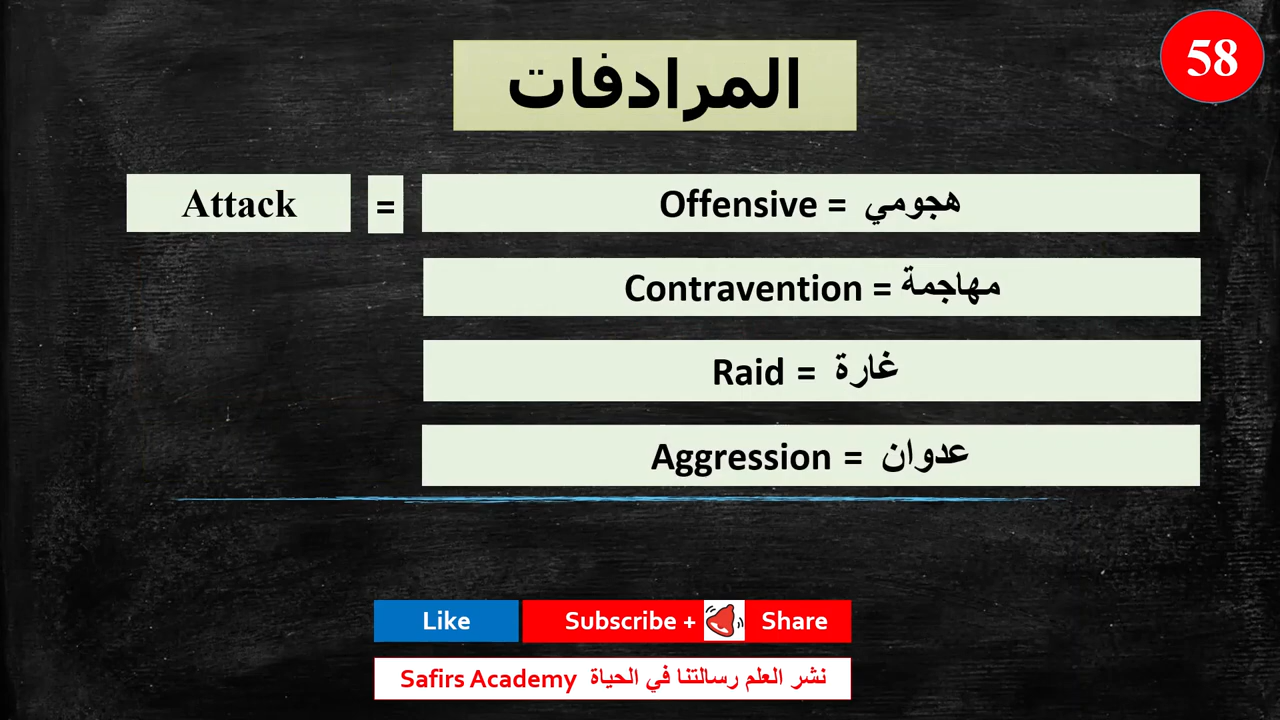 58
المرادفات
Attack = Offensive = هجومي
Contravention = مهاجمة
Raid = غارة
Aggression = عدوان
Like Subscribe + Share
Safirs Academy نشر العلم رسالتنا في الحياة